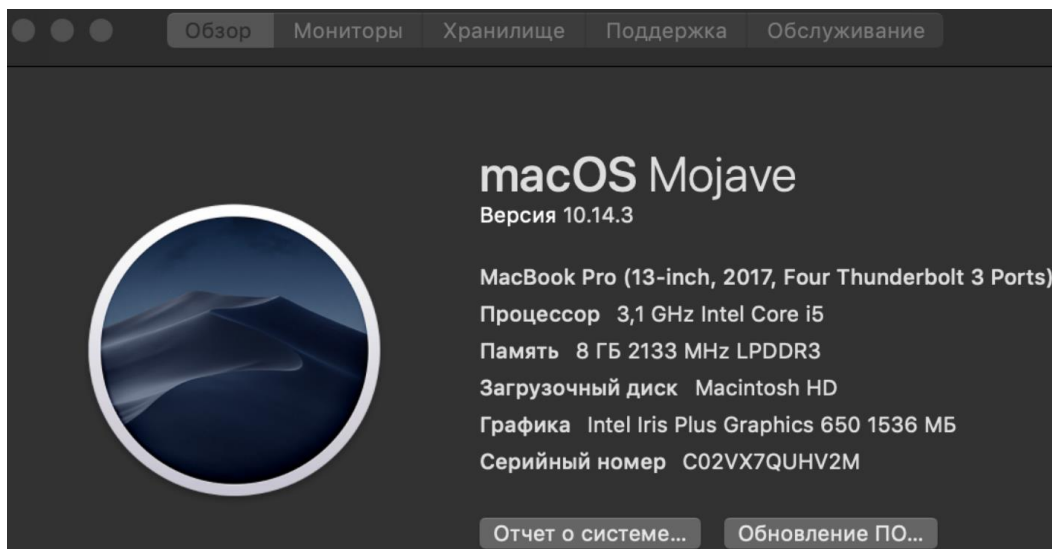 Обзор Мониторы Хранилище Поддержка Обслуживание
macOS Mojave
Версия 10.14.3
MacBook Pro (13-inch, 2017, Four Thunderbolt 3 Ports)
Процессор 3,1 GHz Intel Core i5
Память 8 ГБ 2133 MHz LPDDR3
Загрузочный диск Macintosh HD
Графика Intel Iris Plus Graphics 650 1536 МБ
Серийный номер C02VX7QUHV2M
Отчет о системе... Обновление ПО...